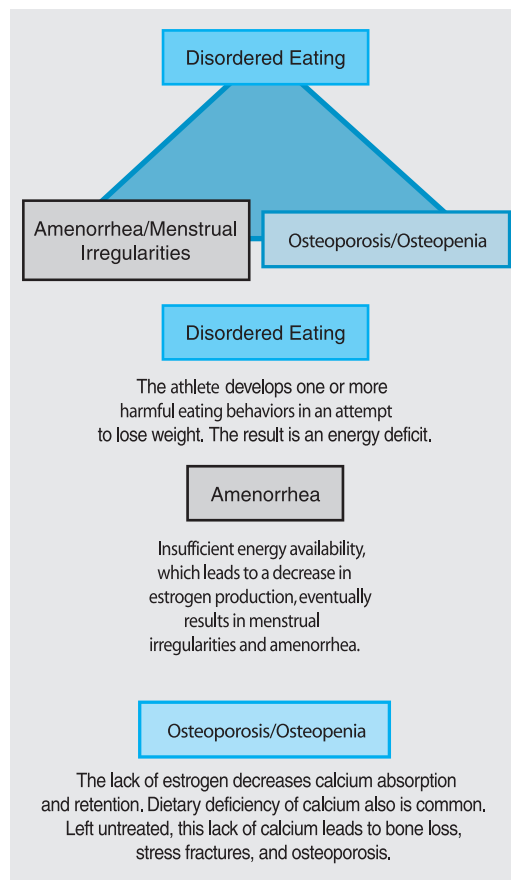 Disordered Eating
Amenorrhea/Menstrual
Irregularities
Osteoporosis/Osteopenia
Disordered Eating
The athlete develops one or more
harmful eating behaviors in an attempt
to lose weight. The result is an energy deficit.
Amenorrhea
Insufficient energy availability,
which leads to a decrease in
estrogen production, eventually
results in menstrual
irregularities and amenorrhea.
Osteoporosis/Osteopenia
The lack of estrogen decreases calcium absorption
and retention. Dietary deficiency of calcium also is common.
Left untreated, this lack of calcium leads to bone loss,
stress fractures, and osteoporosis.